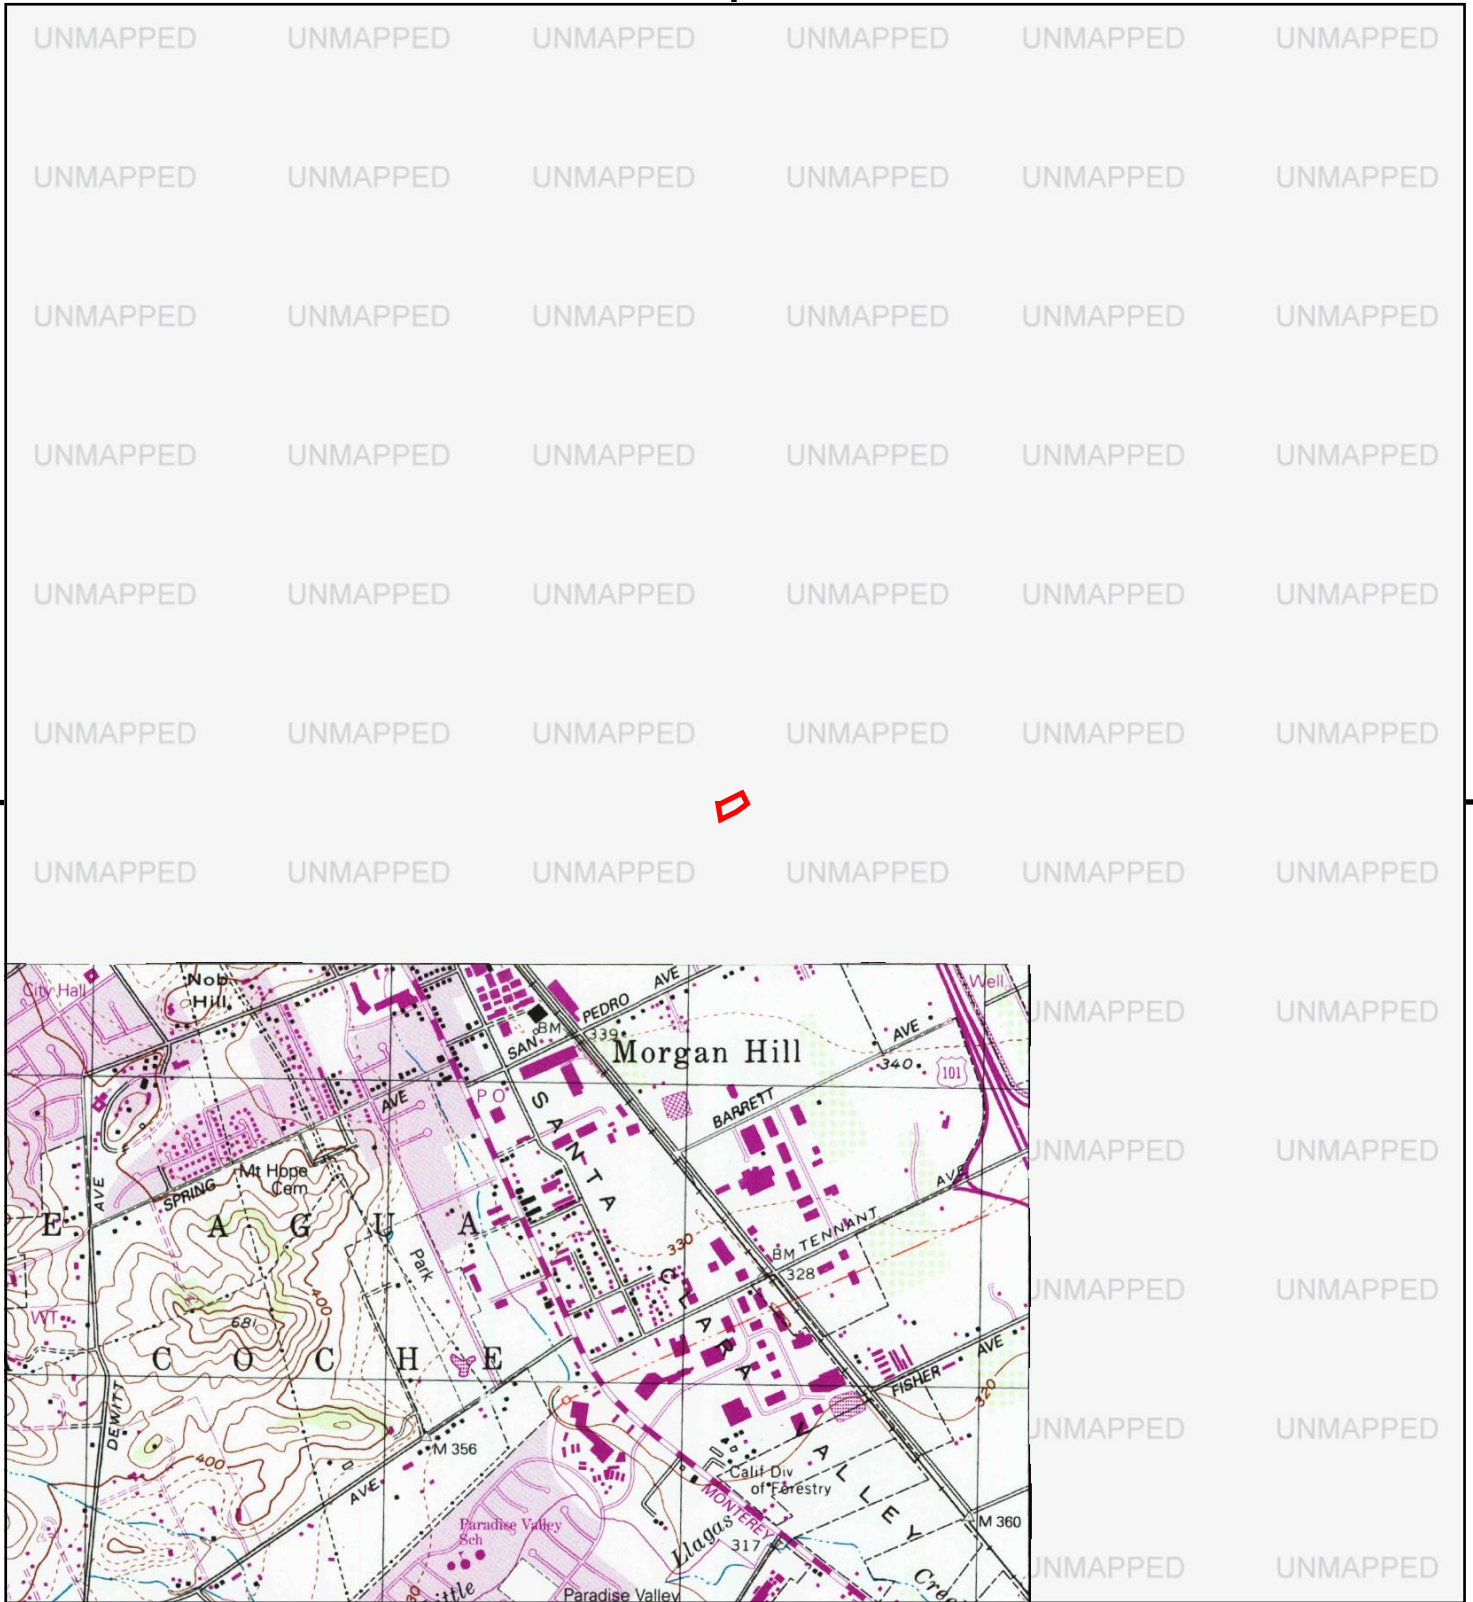 UNMAPPED UNMAPPED UNMAPPED UNMAPPED UNMAPPED UNMAPPED
UNMAPPED UNMAPPED UNMAPPED UNMAPPED UNMAPPED UNMAPPED
UNMAPPED UNMAPPED UNMAPPED UNMAPPED UNMAPPED UNMAPPED
UNMAPPED UNMAPPED UNMAPPED UNMAPPED UNMAPPED UNMAPPED
UNMAPPED UNMAPPED UNMAPPED UNMAPPED UNMAPPED UNMAPPED
UNMAPPED UNMAPPED UNMAPPED UNMAPPED UNMAPPED UNMAPPED
UNMAPPED UNMAPPED UNMAPPED UNMAPPED UNMAPPED UNMAPPED
City Hall
Nob
Hill
SAN PEDRO AVE
Well
UNMAPPED UNMAPPED
BM
339
Morgan Hill
AVE
340
101
AVE
P O
BARRETT AVE
SANTA CLARA VALLEY
UNMAPPED UNMAPPED
Mt Hope
Cem
SPRING
AVE
E AGUA
Park
330
TENNANT AVE
BM
328
UNMAPPED UNMAPPED
400
WT
681
COCHE
FISHER AVE
320
DEWITT
M 356
UNMAPPED UNMAPPED
400
AVE
Calif Div
of Forestry
MONTEREY
Paradise Valley
Sch
M 360
Llagas
317
UNMAPPED UNMAPPED
Paradise Valley